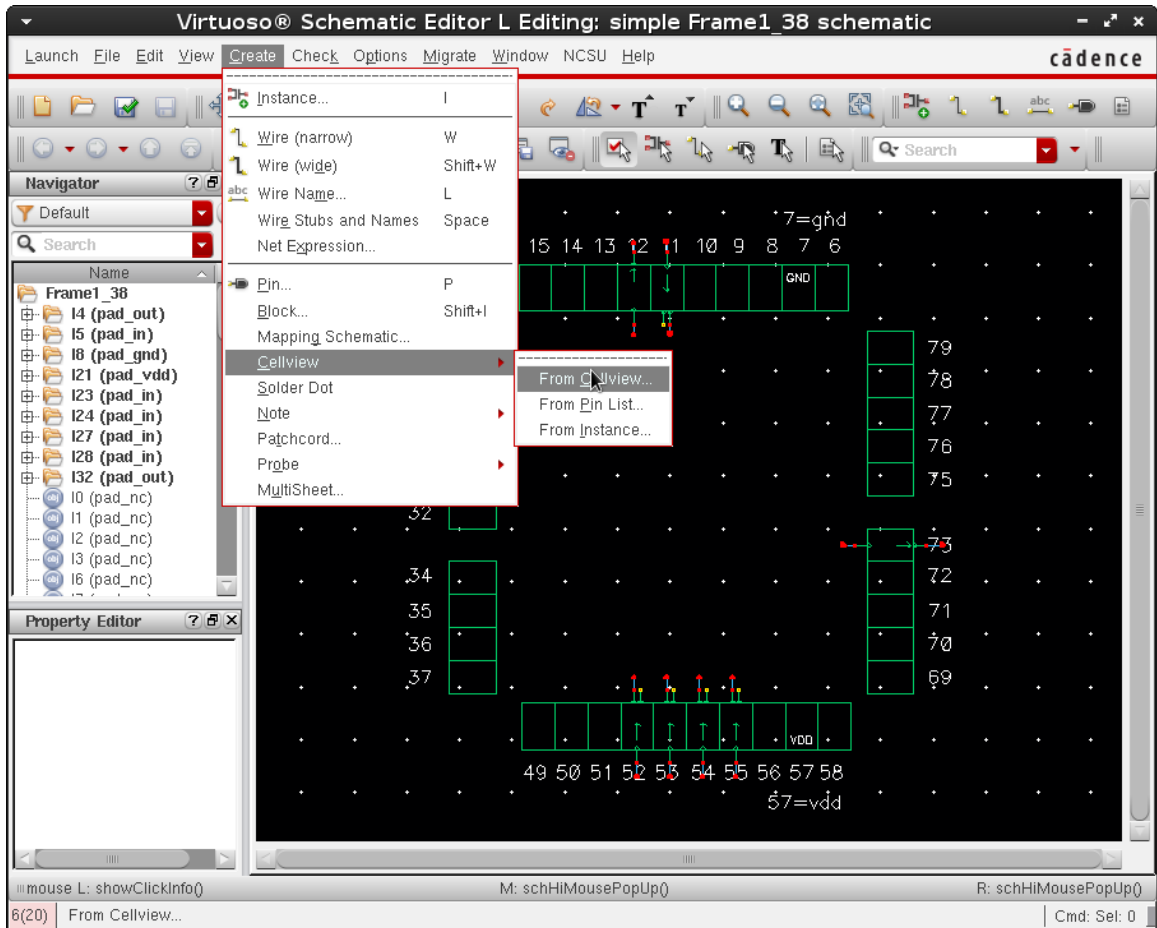 Virtuoso® Schematic Editor L Editing: simple Frame1_38 schematic
Launch File Edit View Create Check Options Migrate Window NCSU Help
cādence
Instance... I
Wire (narrow) W
Wire (wide) Shift+W
abc Wire Name... L
Wire Stubs and Names Space
Net Expression...
Pin... P
Block... Shift+I
Mapping Schematic...
Cellview
Solder Dot
Note
Patchcord...
Probe
MultiSheet...
From Cellview...
From Pin List...
From Instance...
T T
abc
T
Search
Navigator
Default
Search
Name
Frame1_38
I4 (pad_out)
I5 (pad_in)
I8 (pad_gnd)
I21 (pad_vdd)
I23 (pad_in)
I24 (pad_in)
I27 (pad_in)
I28 (pad_in)
I32 (pad_out)
obj I0 (pad_nc)
obj I1 (pad_nc)
obj I2 (pad_nc)
obj I3 (pad_nc)
obj I6 (pad_nc)
Property Editor
7=gnd
15 14 13 12 11 10 9 8 7 6
GND
79
78
77
76
75
73
72
71
70
69
32
34
35
36
37
VDD
49 50 51 52 53 54 55 56 57 58
57=vdd
mouse L: showClickInfo() M: schHiMousePopUp() R: schHiMousePopUp()
6(20) From Cellview... Cmd: Sel: 0